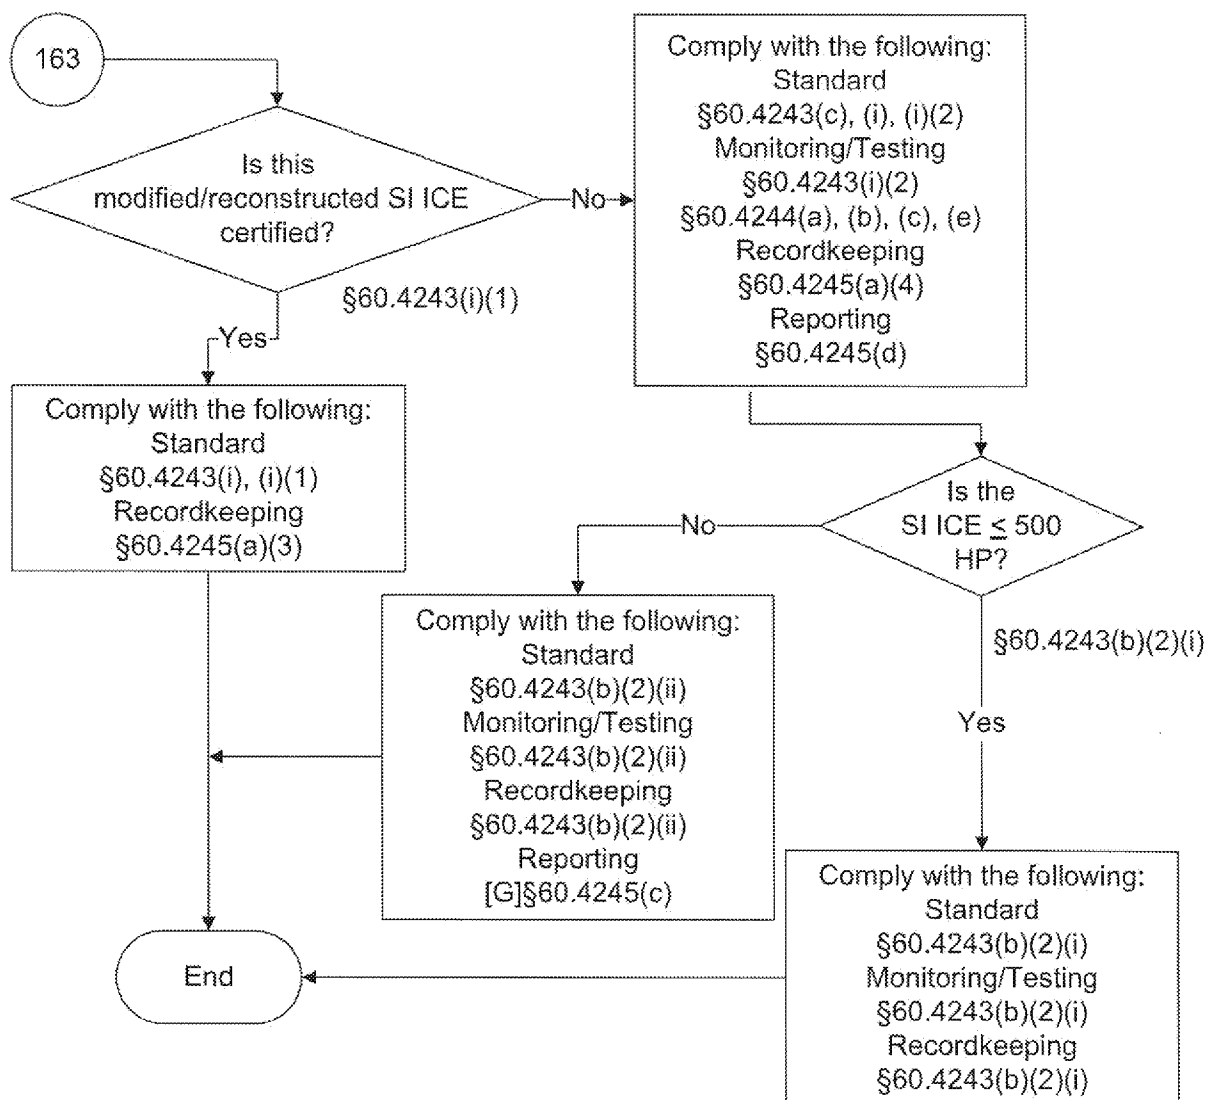 163
Is this
modified/reconstructed SI ICE
certified?
No
§60.4243(i)(1)
Yes
Comply with the following:
Standard
§60.4243(c), (i), (i)(2)
Monitoring/Testing
§60.4243(i)(2)
§60.4244(a), (b), (c), (e)
Recordkeeping
§60.4245(a)(4)
Reporting
§60.4245(d)
Comply with the following:
Standard
§60.4243(i), (i)(1)
Recordkeeping
§60.4245(a)(3)
Is the
SI ICE ≤ 500
HP?
No
§60.4243(b)(2)(i)
Yes
Comply with the following:
Standard
§60.4243(b)(2)(ii)
Monitoring/Testing
§60.4243(b)(2)(ii)
Recordkeeping
§60.4243(b)(2)(ii)
Reporting
[G]§60.4245(c)
Comply with the following:
Standard
§60.4243(b)(2)(i)
Monitoring/Testing
§60.4243(b)(2)(i)
Recordkeeping
§60.4243(b)(2)(i)
End